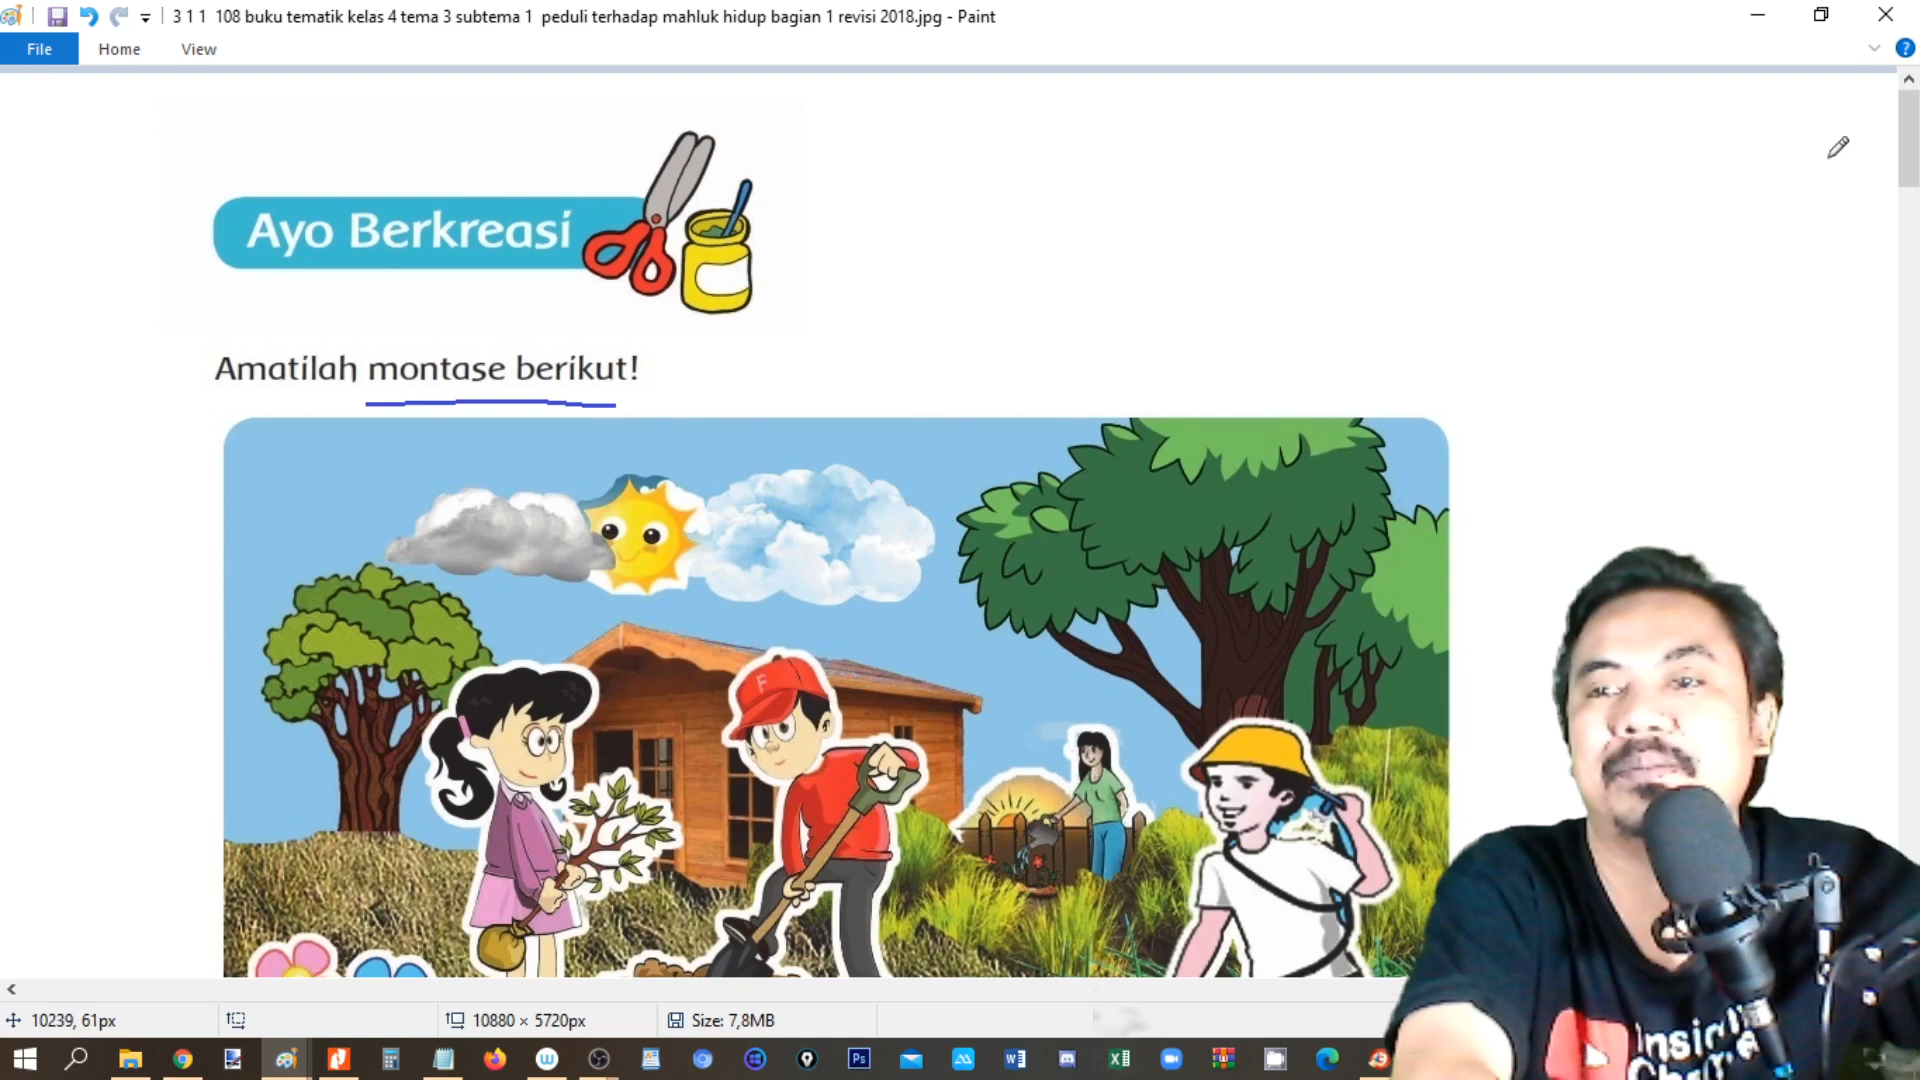 3 1 1  108 buku tematik kelas 4 tema 3 subtema 1  peduli terhadap mahluk hidup bagian 1 revisi 2018.jpg - Paint
File Home View
Ayo Berkreasi
Amatilah montase berikut!
F
10239, 61px 10880 × 5720px Size: 7,8MB